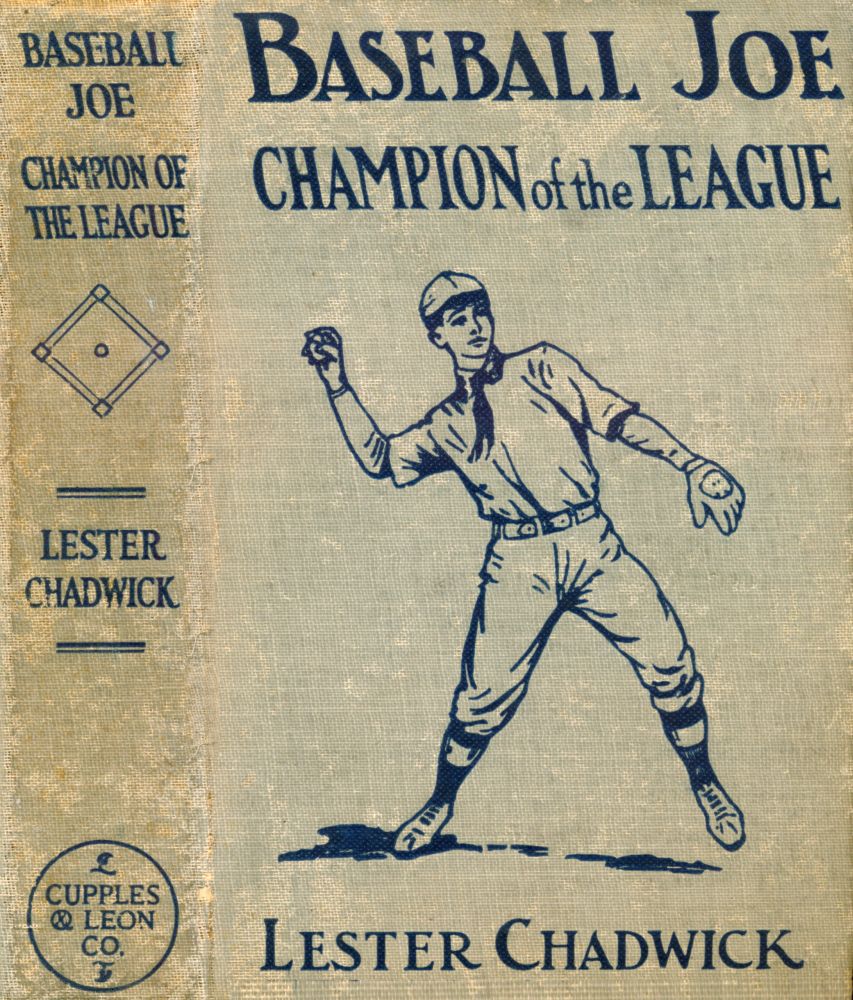 BASEBALL
JOE
CHAMPION OF
THE LEAGUE
LESTER
CHADWICK
CUPPLES
& LEON
CO.
BASEBALL JOE
CHAMPION of the LEAGUE
LESTER CHADWICK